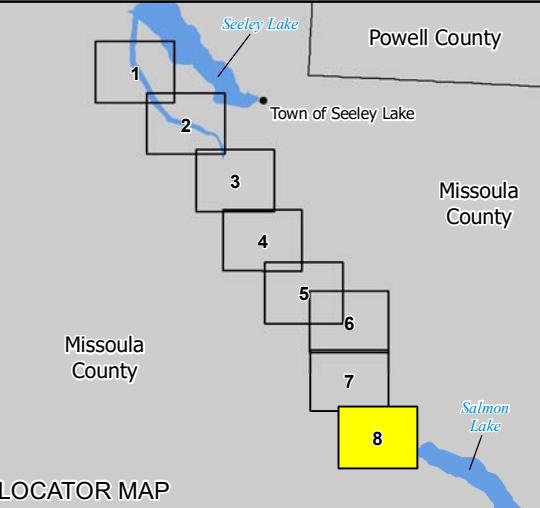 Seeley Lake
Powell County
1
Town of Seeley Lake
2
3
Missoula
County
4
5
6
Missoula
County
7
Salmon
Lake
8
LOCATOR MAP